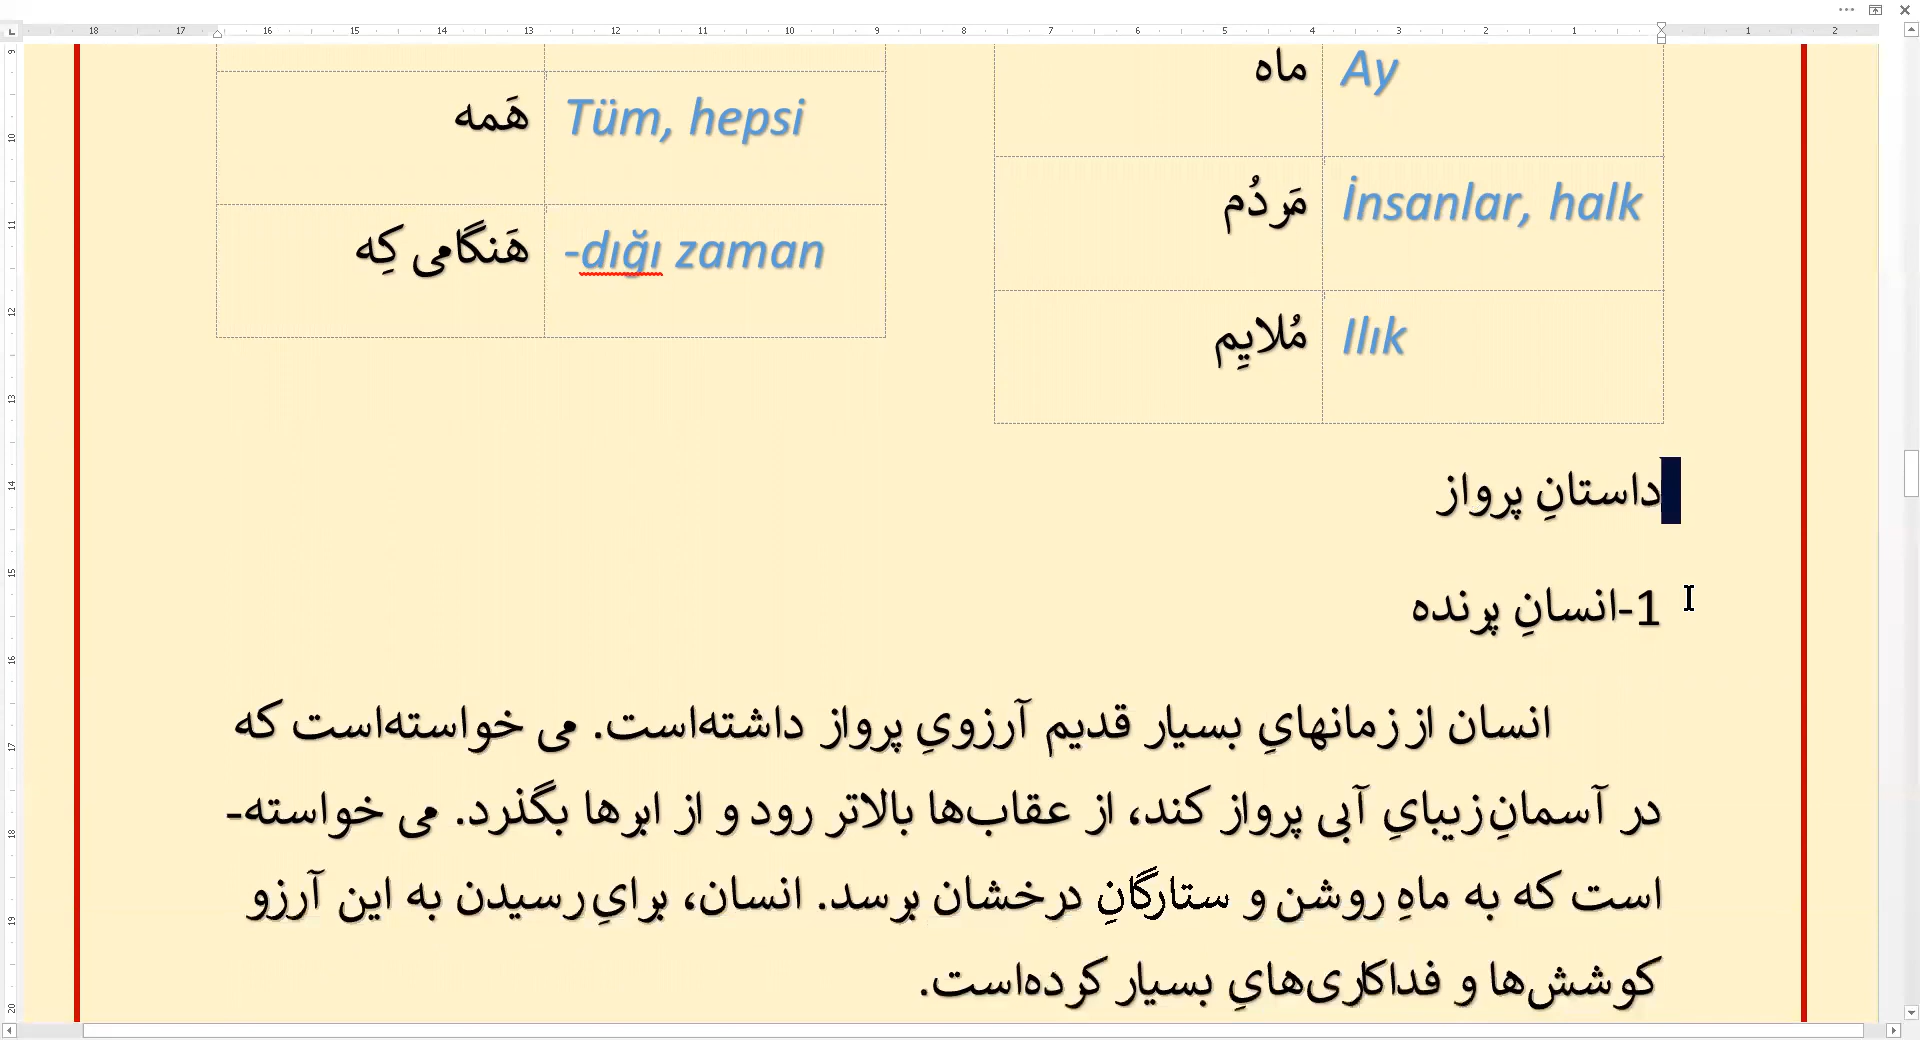 ماه Ay
مَردُم İnsanlar, halk
مُلایِم Ilık
هَمه Tüm, hepsi
هَنگامی کِه -dığı zaman
داستانِ پرواز
1-انسانِ پرنده
انسان از زمانهایِ بسیار قدیم آرزویِ پرواز داشته‌است. می خواسته‌است که
در آسمانِ زیبایِ آبی پرواز کند، از عقاب‌ها بالاتر رود و از ابرها بگذرد. می خواسته-
است که به ماهِ روشن و ستارگانِ درخشان برسد. انسان، برایِ رسیدن به این آرزو
کوشش‌ها و فداکاری‌هایِ بسیار کرده‌است.